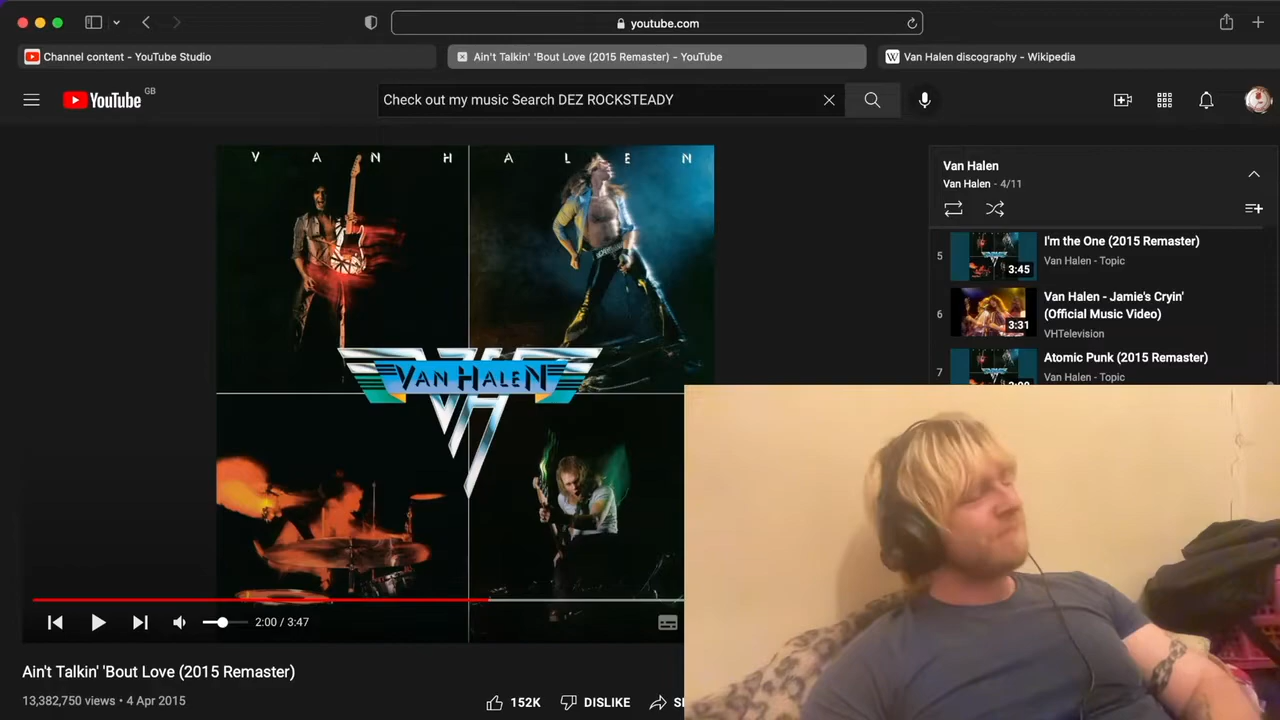 youtube.com
Channel content - YouTube Studio
Ain't Talkin' 'Bout Love (2015 Remaster) - YouTube
W Van Halen discography - Wikipedia
YouTube GB
Check out my music Search DEZ ROCKSTEADY
VAN HALEN
VAN HALEN
Van Halen
Van Halen - 4/11
5
I'm the One (2015 Remaster)
Van Halen - Topic
3:45
6
Van Halen - Jamie's Cryin'
(Official Music Video)
VHTelevision
3:31
7
Atomic Punk (2015 Remaster)
Van Halen - Topic
2:00 / 3:47
Ain't Talkin' 'Bout Love (2015 Remaster)
13,382,750 views • 4 Apr 2015
152K
DISLIKE